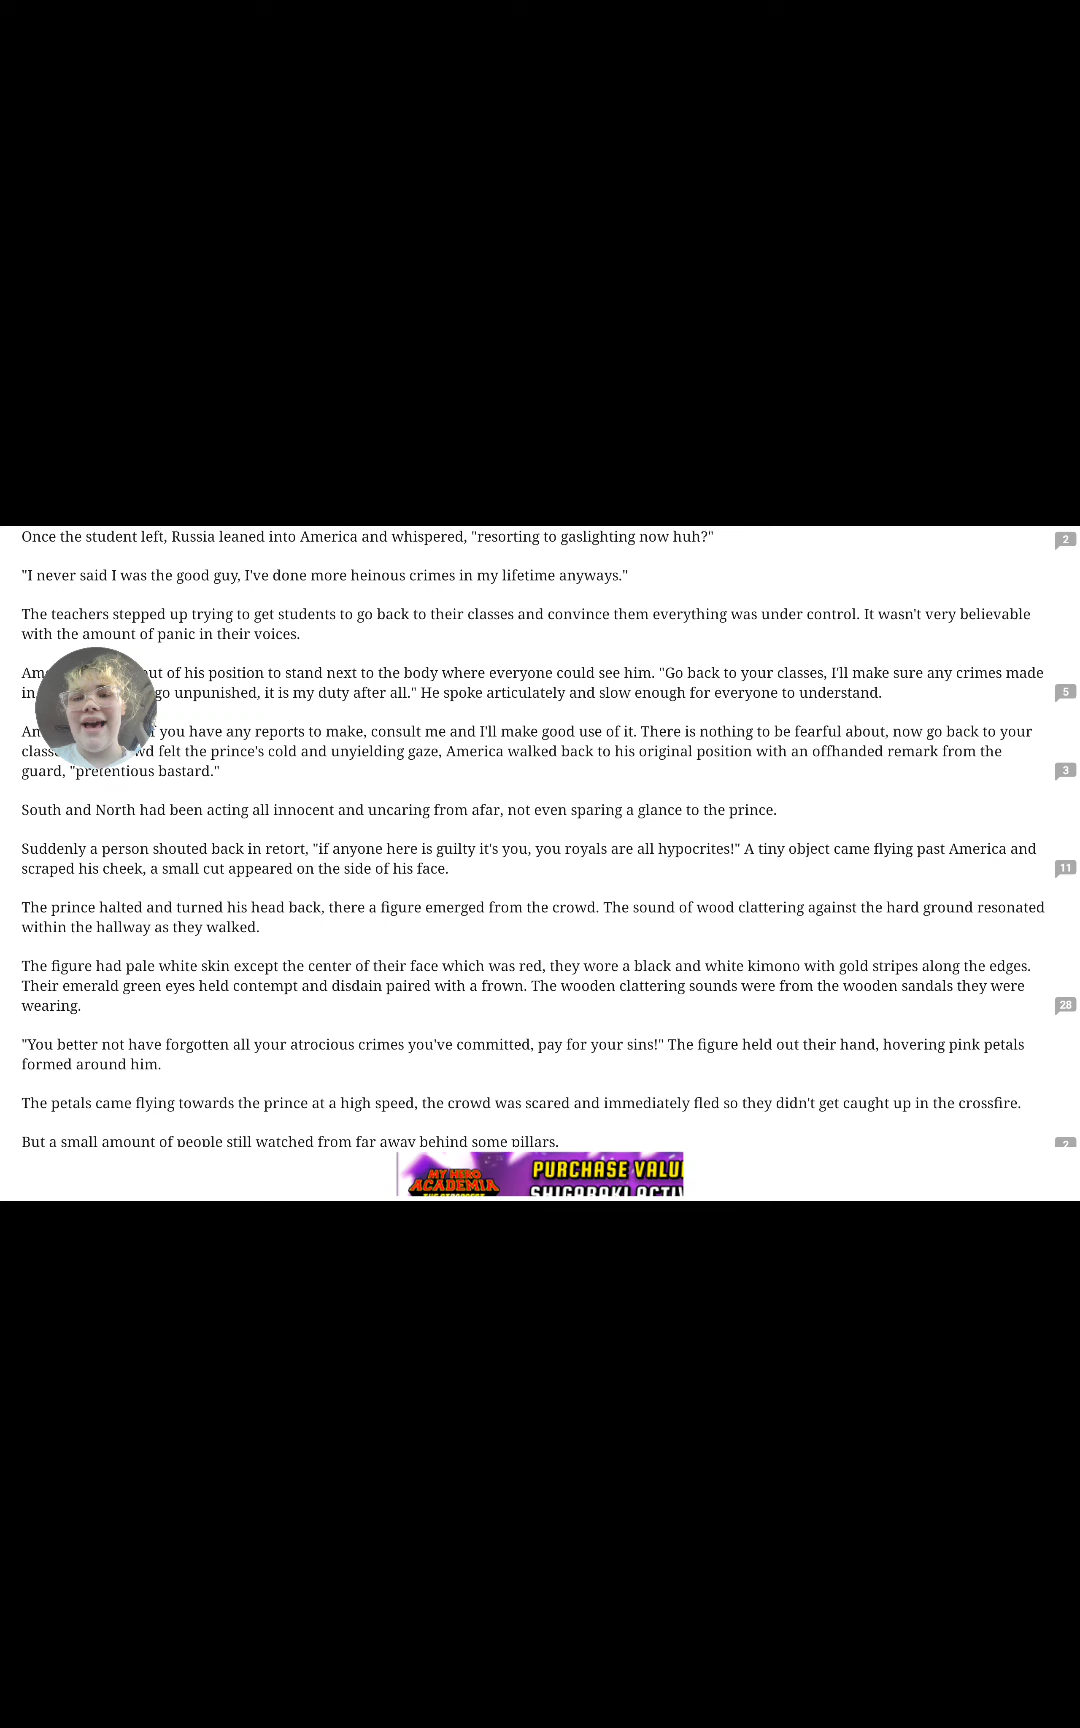 Once the student left, Russia leaned into America and whispered, "resorting to gaslighting now huh?"
2
"I never said I was the good guy, I've done more heinous crimes in my lifetime anyways."
The teachers stepped up trying to get students to go back to their classes and convince them everything was under control. It wasn't very believable
with the amount of panic in their voices.
of his position to stand next to the body where everyone could see him. "Go back to your classes, I'll make sure any crimes made
in go unpunished, it is my duty after all." He spoke articulately and slow enough for everyone to understand.
5
you have any reports to make, consult me and I'll make good use of it. There is nothing to be fearful about, now go back to your
felt the prince's cold and unyielding gaze, America walked back to his original position with an offhanded remark from the
guard, "pretentious bastard."
3
South and North had been acting all innocent and uncaring from afar, not even sparing a glance to the prince.
Suddenly a person shouted back in retort, "if anyone here is guilty it's you, you royals are all hypocrites!" A tiny object came flying past America and
scraped his cheek, a small cut appeared on the side of his face.
11
The prince halted and turned his head back, there a figure emerged from the crowd. The sound of wood clattering against the hard ground resonated
within the hallway as they walked.
The figure had pale white skin except the center of their face which was red, they wore a black and white kimono with gold stripes along the edges.
Their emerald green eyes held contempt and disdain paired with a frown. The wooden clattering sounds were from the wooden sandals they were
wearing.
28
"You better not have forgotten all your atrocious crimes you've committed, pay for your sins!" The figure held out their hand, hovering pink petals
formed around him.
The petals came flying towards the prince at a high speed, the crowd was scared and immediately fled so they didn't get caught up in the crossfire.
But a small amount of people still watched from far away behind some pillars.
2
MY HERO
ACADEMIA
PURCHASE